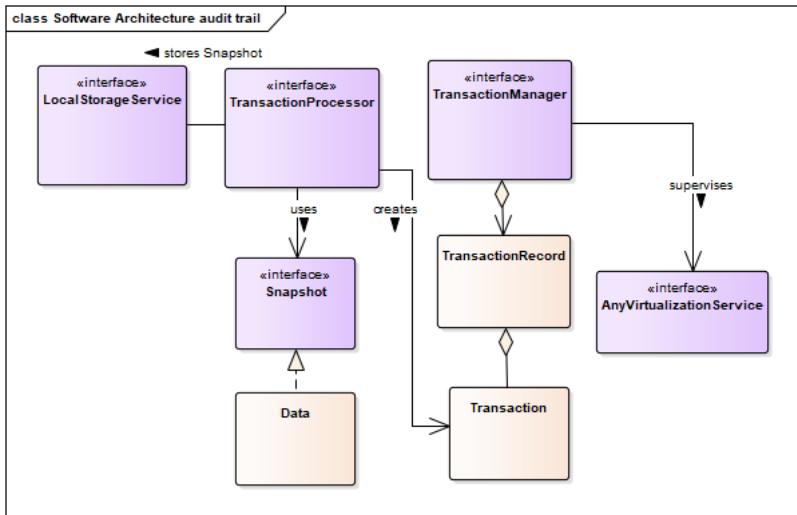 class Software Architecture audit trail
stores Snapshot
«interface»
LocalStorageService
«interface»
TransactionProcessor
«interface»
TransactionManager
supervises
uses
creates
TransactionRecord
«interface»
Snapshot
«interface»
AnyVirtualizationService
Data
Transaction